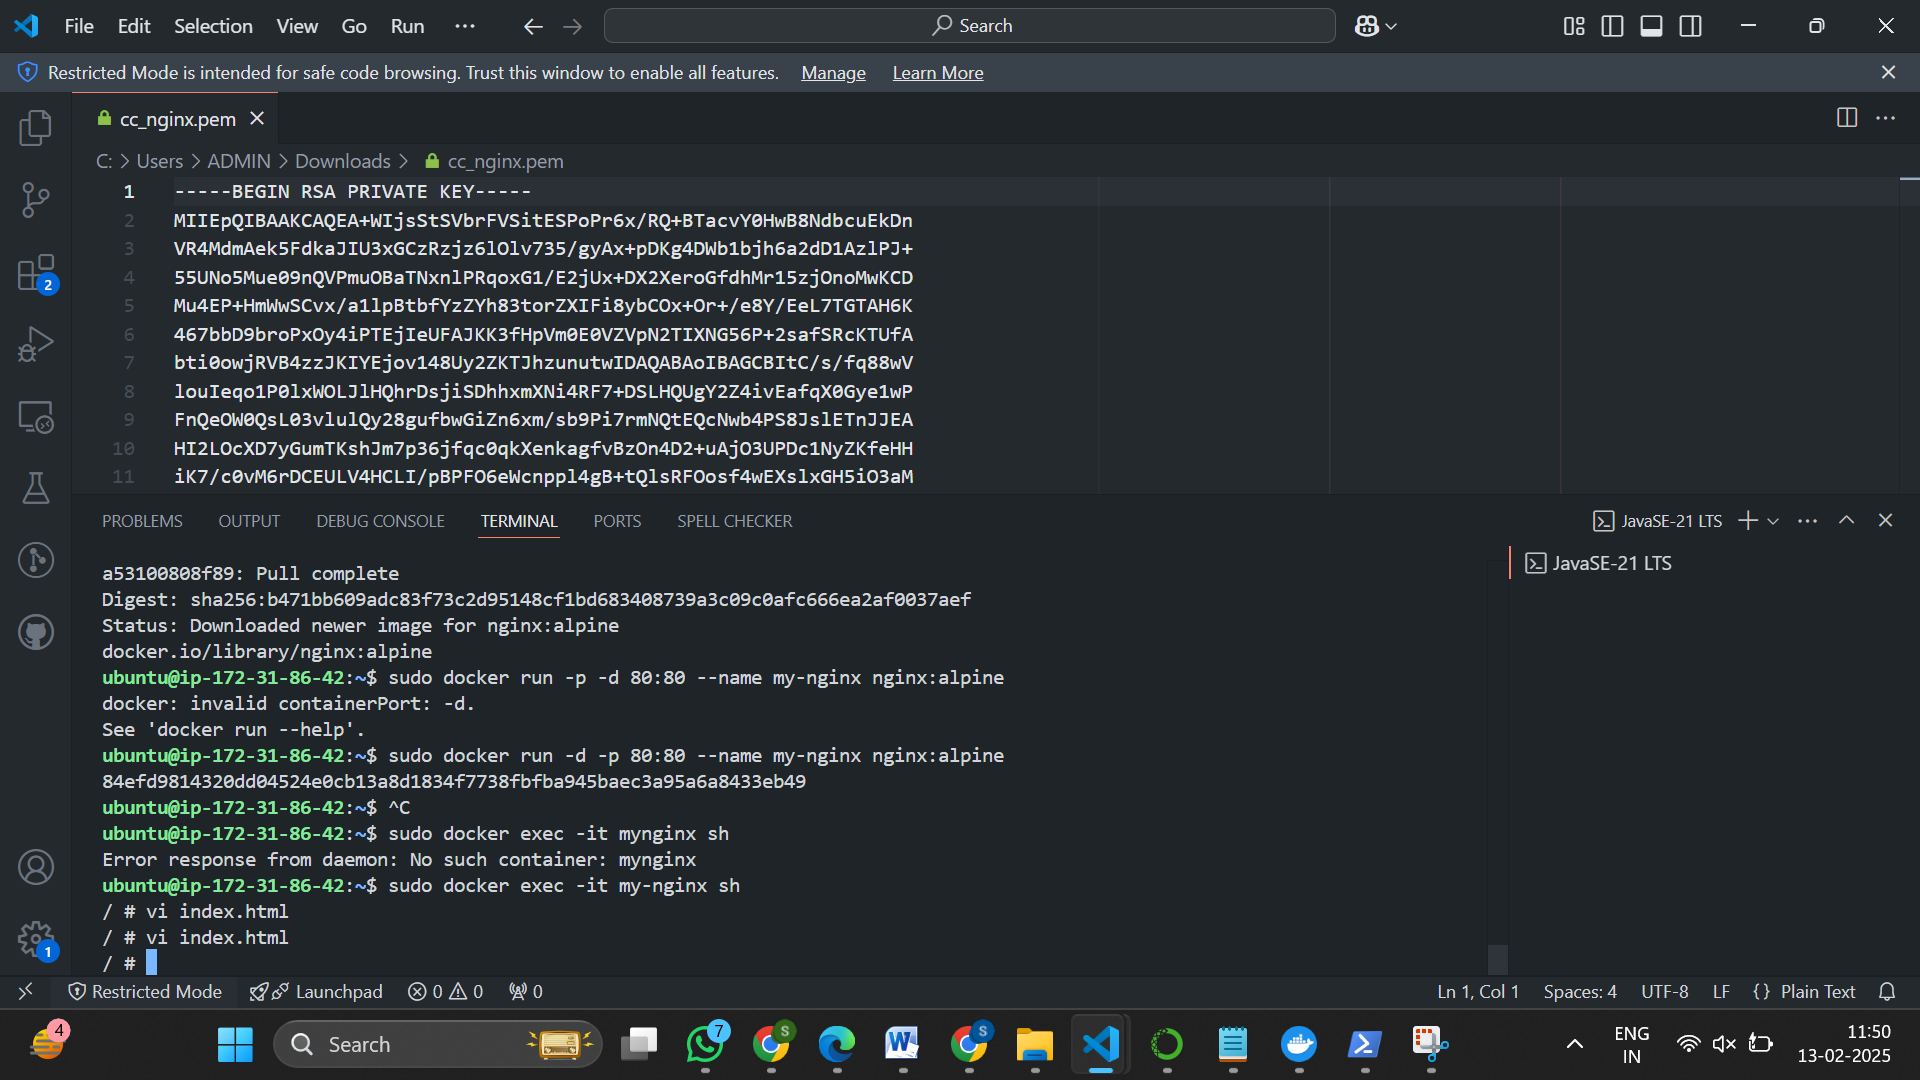 File Edit Selection View Go Run ··· Search
Restricted Mode is intended for safe code browsing. Trust this window to enable all features. Manage Learn More
cc_nginx.pem
C: > Users > ADMIN > Downloads > cc_nginx.pem
1 -----BEGIN RSA PRIVATE KEY-----
2 MIIEpQIBAAKCAQEA+WIjsStSVbrFVSitESPoPr6x/RQ+BTacvY0HwB8NdbcuEkDn
3 VR4MdmAek5FdkaJIU3xGCzRzjz6lOlv735/gyAx+pDKg4DWb1bjh6a2dD1AzlPJ+
4 55UNo5Mue09nQVPmuOBaTNxnlPRqoxG1/E2jUx+DX2XeroGfdhMr15zjOnoMwKCD
5 Mu4EP+HmWwSCvx/a1lpBtbfYzZYh83torZXIFi8ybCOx+Or+/e8Y/EeL7TGTAH6K
6 467bbD9broPxOy4iPTEjIeUFAJKK3fHpVm0E0VZVpN2TIXNG56P+2safSRcKTUfA
7 bti0owjRVB4zzJKIYEjov148Uy2ZKTJhzunutwIDAQABAoIBAGCBItC/s/fq88wV
8 louIeqo1P0lxWOLJlHQhrDsjiSDhhxmXNi4RF7+DSLHQUgY2Z4ivEafqX0Gye1wP
9 FnQeOW0QsL03vlulQy28gufbwGiZn6xm/sb9Pi7rmNQtEQcNwb4PS8JslETnJJEA
10 HI2LOcXD7yGumTKshJm7p36jfqc0qkXenkagfvBzOn4D2+uAjO3UPDc1NyZKfeHH
11 iK7/c0vM6rDCEULV4HCLI/pBPFO6eWcnppl4gB+tQlsRFOosf4wEXslxGH5iO3aM
PROBLEMS OUTPUT DEBUG CONSOLE TERMINAL PORTS SPELL CHECKER JavaSE-21 LTS
JavaSE-21 LTS
a53100808f89: Pull complete
Digest: sha256:b471bb609adc83f73c2d95148cf1bd683408739a3c09c0afc666ea2af0037aef
Status: Downloaded newer image for nginx:alpine
docker.io/library/nginx:alpine
ubuntu@ip-172-31-86-42:~$ sudo docker run -p -d 80:80 --name my-nginx nginx:alpine
docker: invalid containerPort: -d.
See 'docker run --help'.
ubuntu@ip-172-31-86-42:~$ sudo docker run -d -p 80:80 --name my-nginx nginx:alpine
84efd9814320dd04524e0cb13a8d1834f7738fbfba945baec3a95a6a8433eb49
ubuntu@ip-172-31-86-42:~$ ^C
ubuntu@ip-172-31-86-42:~$ sudo docker exec -it mynginx sh
Error response from daemon: No such container: mynginx
ubuntu@ip-172-31-86-42:~$ sudo docker exec -it my-nginx sh
/ # vi index.html
/ # vi index.html
/ #
2
1
Restricted Mode Launchpad 0 0 0 Ln 1, Col 1 Spaces: 4 UTF-8 LF {} Plain Text
4 Search 7 S S ENG IN 11:50
13-02-2025